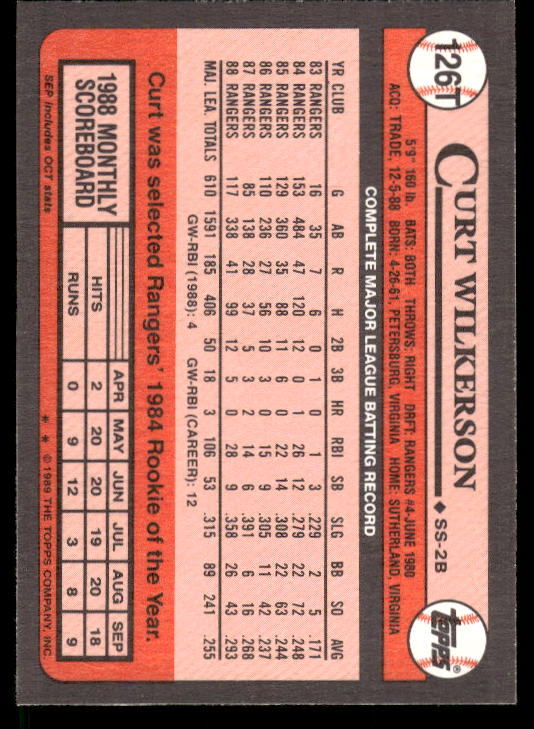 126T
CURT WILKERSON ◆ SS-2B
TOPPS
5'9" 160 lb. BATS: BOTH THROWS: RIGHT DRFT: RANGERS #4-JUNE 1980
ACQ: TRADE, 12-5-88 BORN: 4-26-61, PETERSBURG, VIRGINIA HOME: SUTHERLAND, VIRGINIA
COMPLETE MAJOR LEAGUE BATTING RECORD
YR CLUB G AB R H 2B 3B HR RBI SB SLG BB SO AVG
83 RANGERS 16 35 7 6 0 1 0 1 3 .229 2 5 .171
84 RANGERS 153 484 47 120 12 0 1 26 12 .279 22 72 .248
85 RANGERS 129 360 35 88 11 6 0 22 14 .308 22 63 .244
86 RANGERS 110 236 27 56 10 3 0 15 9 .305 11 42 .237
87 RANGERS 85 138 28 37 5 3 2 14 6 .391 6 16 .268
88 RANGERS 117 338 41 99 12 5 0 28 9 .358 26 43 .293
MAJ. LEA. TOTALS 610 1591 185 406 50 18 3 106 53 .315 89 241 .255
GW-RBI (1988): 4 GW-RBI (CAREER): 12
Curt was selected Rangers' 1984 Rookie of the Year.
1988 MONTHLY SCOREBOARD
APR MAY JUN JUL AUG SEP
HITS 2 20 20 19 20 18
RUNS 0 9 12 3 8 9
SEP includes OCT stats
* * © 1989 THE TOPPS COMPANY, INC.